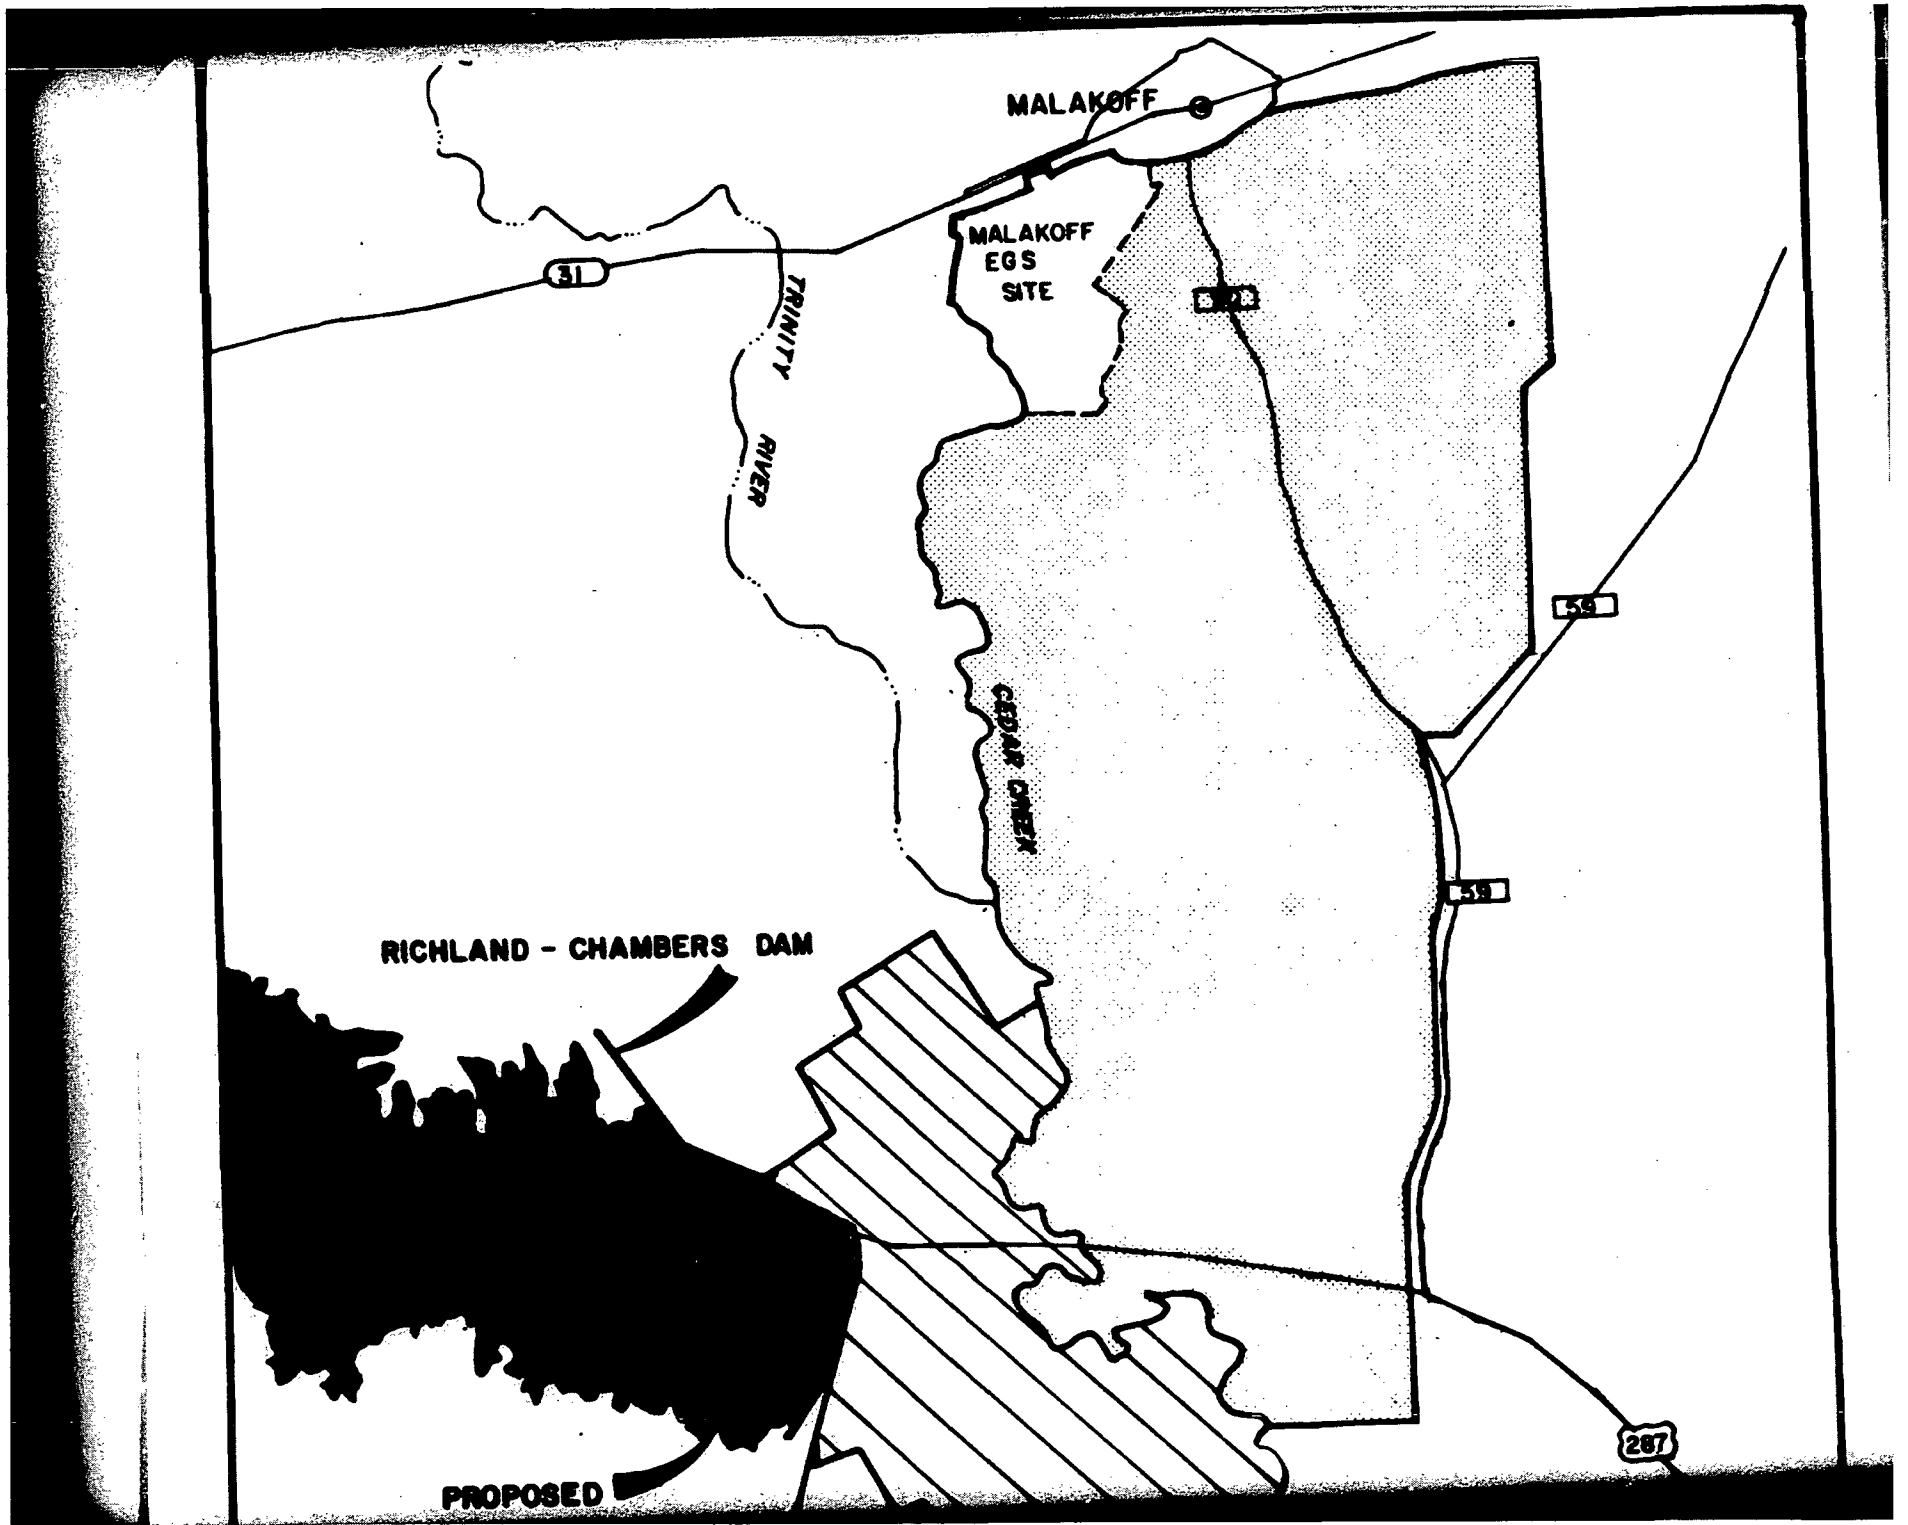 MALAKOFF
MALAKOFF
EGS
SITE
31
TRINITY
RIVER
59
CEDAR CREEK
59
RICHLAND - CHAMBERS DAM
287
PROPOSED